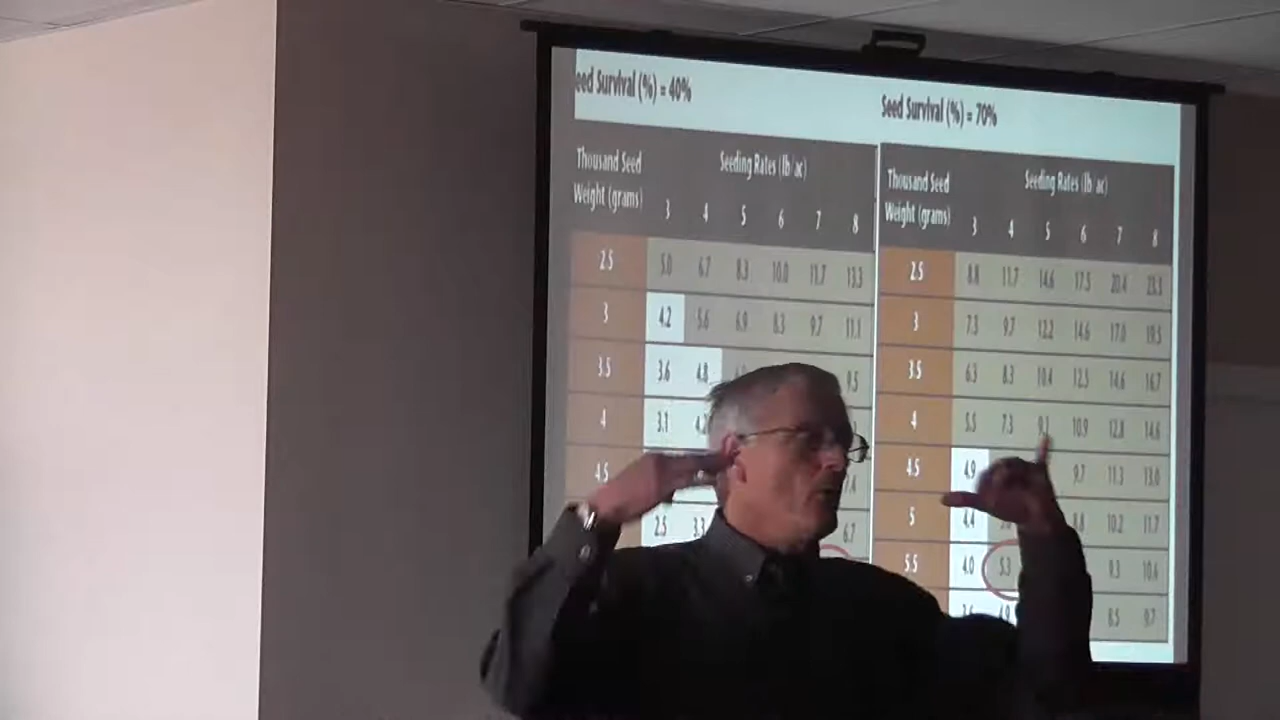 eed Survival (%) = 40%
Thousand Seed
Weight (grams)
Seeding Rates (lb/ac)
3 4 5 6 7 8
2.5 5.0 6.7 8.3 10.0 11.7 13.3
3 4.2 5.6 6.9 8.3 9.7 11.1
3.5 3.6 4.8 9.5
4 3.1
4.5
2.5 3.3 6.7
Seed Survival (%) = 70%
Thousand Seed
Weight (grams)
Seeding Rates (lb/ac)
3 4 5 6 7 8
2.5 8.8 11.7 14.6 17.5 20.4 23.3
3 7.3 9.7 12.2 14.6 17.0 19.5
3.5 6.3 8.3 10.4 12.5 14.6 16.7
4 5.5 7.3 9.1 10.9 12.8 14.6
4.5 4.9 9.7 11.3 13.0
5 4.4 10.2 11.7
5.5 4.0 5.3 9.3 10.6
3.6 4.9 8.5 9.7